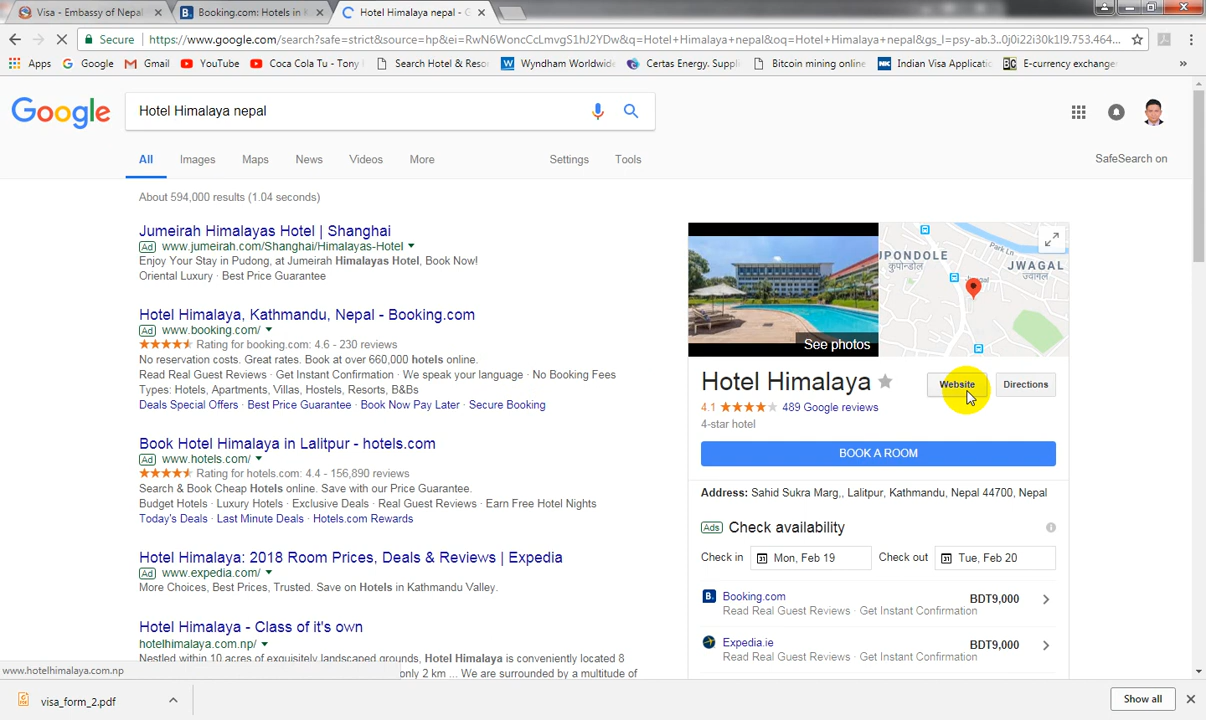 Visa - Embassy of Nepal
Booking.com: Hotels in K
Hotel Himalaya nepal - G
Secure
https://www.google.com/search?safe=strict&source=hp&ei=RwN6WoncCcLmvgS1hJ2YDw&q=Hotel+Himalaya+nepal&oq=Hotel+Himalaya+nepal&gs_l=psy-ab.3..0j0i22i30k1l9.753.464...
Apps
Google
Gmail
YouTube
Coca Cola Tu - Tony
Search Hotel & Reso
Wyndham Worldwide
Certas Energy. Suppli
Bitcoin mining online
Indian Visa Applicati
E-currency exchanger
»
Google
Hotel Himalaya nepal
All
Images
Maps
News
Videos
More
Settings
Tools
SafeSearch on
About 594,000 results (1.04 seconds)
Jumeirah Himalayas Hotel | Shanghai
Ad www.jumeirah.com/Shanghai/Himalayas-Hotel
Enjoy Your Stay in Pudong, at Jumeirah Himalayas Hotel, Book Now!
Oriental Luxury · Best Price Guarantee
Hotel Himalaya, Kathmandu, Nepal - Booking.com
Ad www.booking.com/
Rating for booking.com: 4.6 - 230 reviews
No reservation costs. Great rates. Book at over 660,000 hotels online.
Read Real Guest Reviews · Get Instant Confirmation · We speak your language · No Booking Fees
Types: Hotels, Apartments, Villas, Hostels, Resorts, B&Bs
Deals Special Offers · Best Price Guarantee · Book Now Pay Later · Secure Booking
Book Hotel Himalaya in Lalitpur - hotels.com
Ad www.hotels.com/
Rating for hotels.com: 4.4 - 156,890 reviews
Search & Book Cheap Hotels online. Save with our Price Guarantee.
Budget Hotels · Luxury Hotels · Exclusive Deals · Real Guest Reviews · Earn Free Hotel Nights
Today's Deals · Last Minute Deals · Hotels.com Rewards
Hotel Himalaya: 2018 Room Prices, Deals & Reviews | Expedia
Ad www.expedia.com/
More Choices, Best Prices, Trusted. Save on Hotels in Kathmandu Valley.
Hotel Himalaya - Class of it's own
hotelhimalaya.com.np/
Nestled within 10 acres of exquisitely landscaped grounds, Hotel Himalaya is conveniently located 8
only 2 km ... We are surrounded by a multitude of
See photos
UPONDOLE
कुपोन्डोल
Park Ln
JWAGAL
ज्वागल
Jwagal
Hotel Himalaya
Website
Directions
4.1
489 Google reviews
4-star hotel
BOOK A ROOM
Address: Sahid Sukra Marg,, Lalitpur, Kathmandu, Nepal 44700, Nepal
Ads Check availability
Check in
Mon, Feb 19
Check out
Tue, Feb 20
B. Booking.com
BDT9,000
Read Real Guest Reviews · Get Instant Confirmation
Expedia.ie
BDT9,000
Read Real Guest Reviews · Get Instant Confirmation
www.hotelhimalaya.com.np
visa_form_2.pdf
Show all